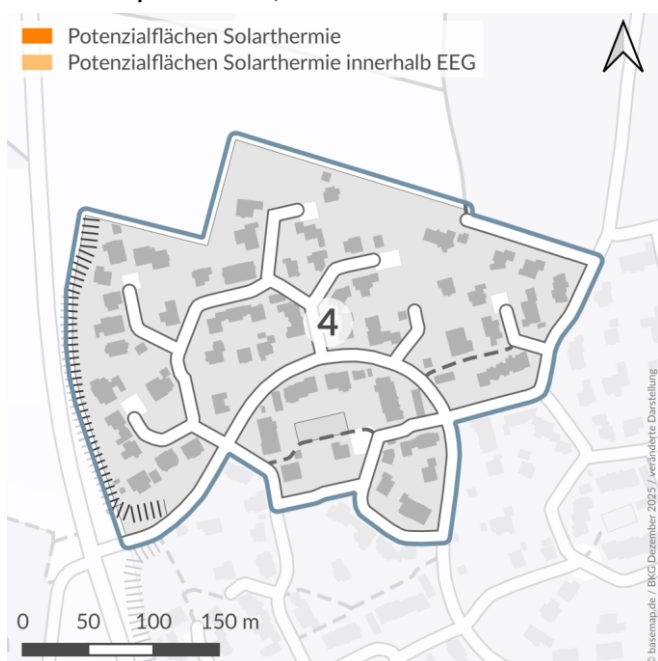 Potenzialflächen Solarthermie
Potenzialflächen Solarthermie innerhalb EEG
4
0 50 100 150 m
© basemap.de / BKG Dezember 2025 / veränderte Darstellung